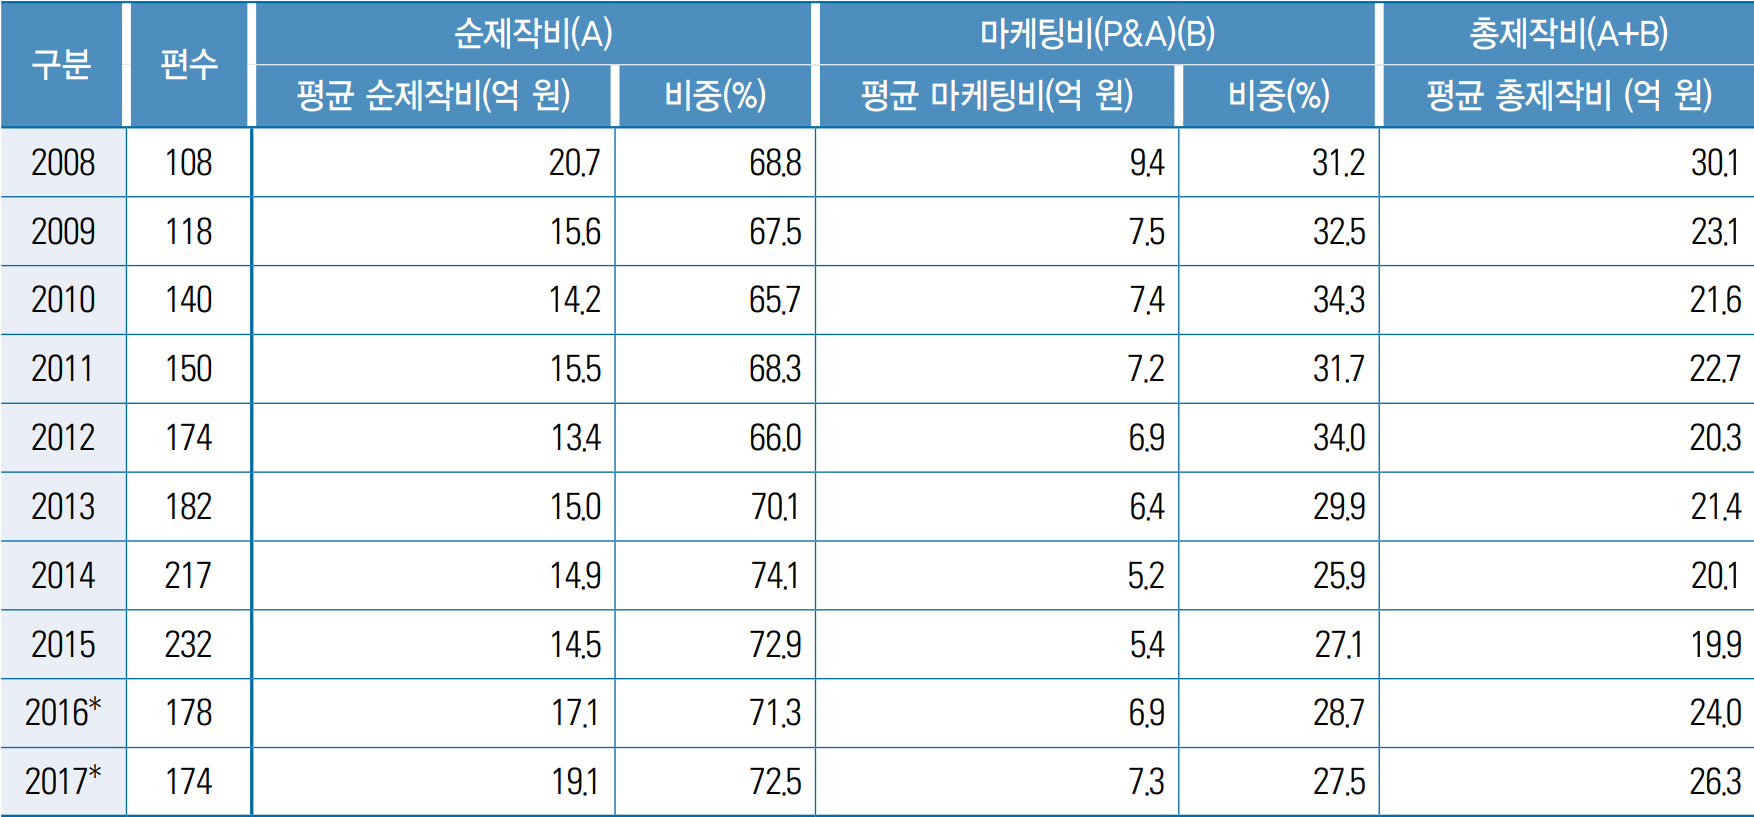 구분 편수 순제작비(A) 마케팅비(P&A)(B) 총제작비(A+B)
평균 순제작비(억 원) 비중(%) 평균 마케팅비(억 원) 비중(%) 평균 총제작비 (억 원)
2008 108 20.7 68.8 9.4 31.2 30.1
2009 118 15.6 67.5 7.5 32.5 23.1
2010 140 14.2 65.7 7.4 34.3 21.6
2011 150 15.5 68.3 7.2 31.7 22.7
2012 174 13.4 66.0 6.9 34.0 20.3
2013 182 15.0 70.1 6.4 29.9 21.4
2014 217 14.9 74.1 5.2 25.9 20.1
2015 232 14.5 72.9 5.4 27.1 19.9
2016* 178 17.1 71.3 6.9 28.7 24.0
2017* 174 19.1 72.5 7.3 27.5 26.3